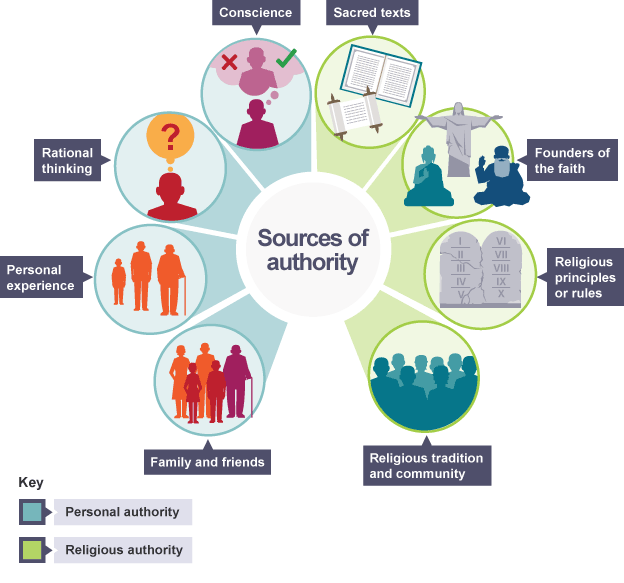 Conscience
Sacred texts
Rational
thinking
Founders of
the faith
Sources of
authority
Personal
experience
Religious
principles
or rules
I VI
II VII
III VIII
IV IX
V X
Family and friends
Religious tradition
and community
Key
Personal authority
Religious authority
?